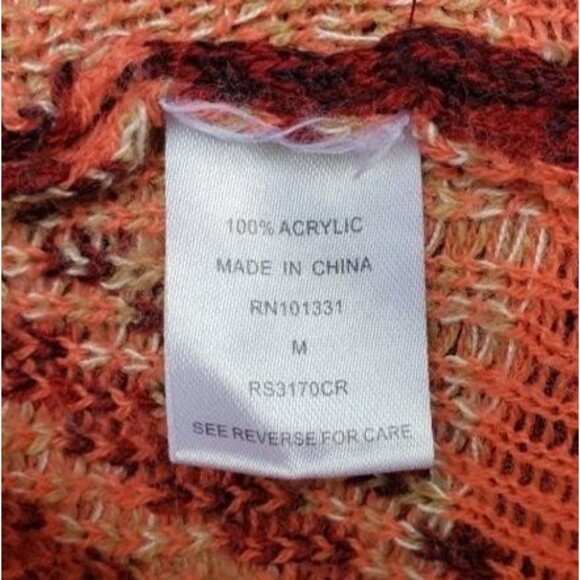 100% ACRYLIC
MADE IN CHINA
RN101331
M
RS3170CR
SEE REVERSE FOR CARE